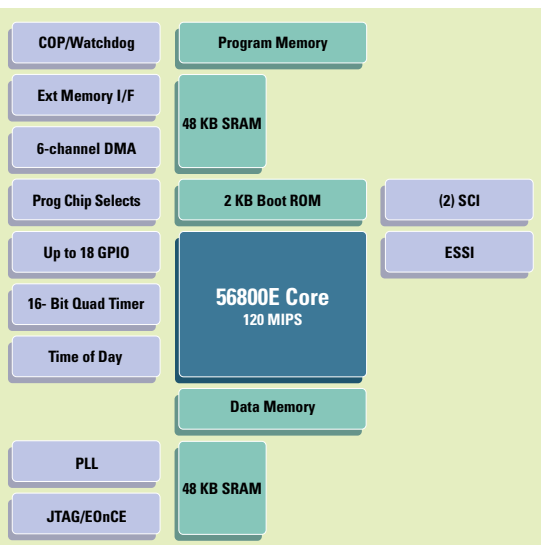 COP/Watchdog
Program Memory
Ext Memory I/F
48 KB SRAM
6-channel DMA
Prog Chip Selects
2 KB Boot ROM
(2) SCI
Up to 18 GPIO
ESSI
56800E Core
120 MIPS
16- Bit Quad Timer
Time of Day
Data Memory
PLL
48 KB SRAM
JTAG/EOnCE